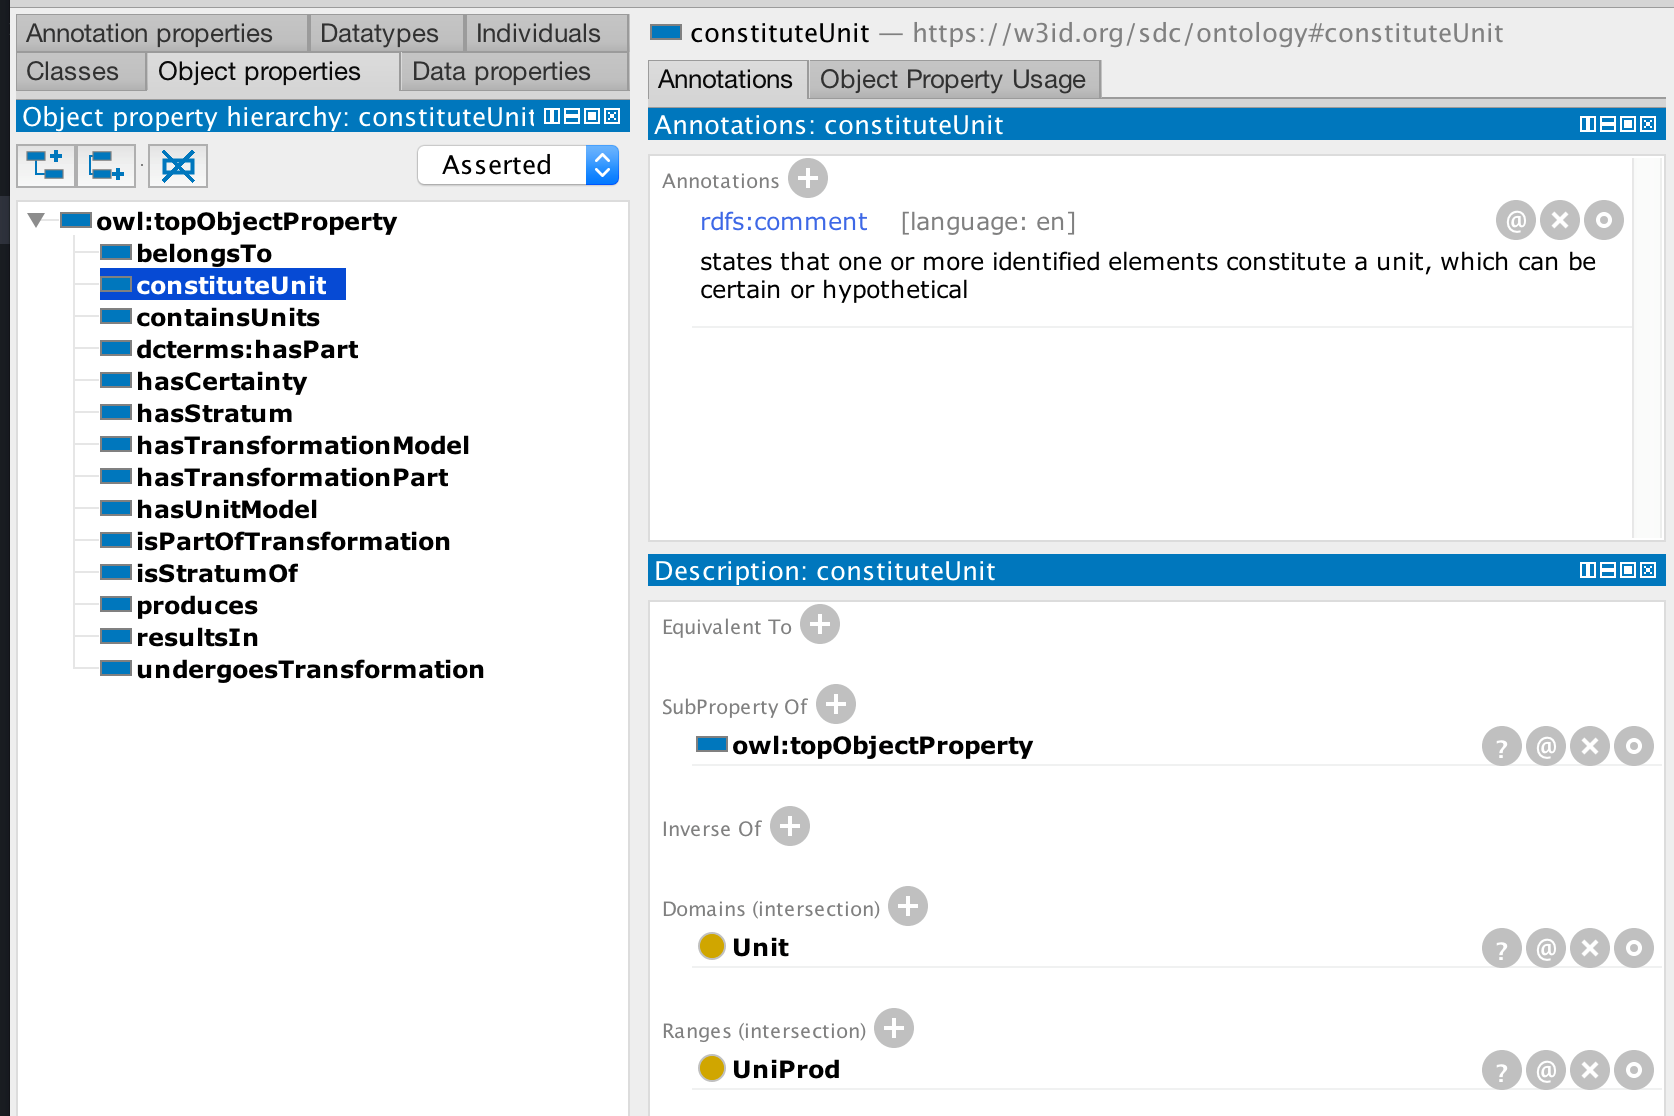 Annotation properties
Datatypes
Individuals
Classes
Object properties
Data properties
Object property hierarchy: constituteUnit
Asserted
owl:topObjectProperty
belongsTo
constituteUnit
containsUnits
dcterms:hasPart
hasCertainty
hasStratum
hasTransformationModel
hasTransformationPart
hasUnitModel
isPartOfTransformation
isStratumOf
produces
resultsIn
undergoesTransformation
constituteUnit — https://w3id.org/sdc/ontology#constituteUnit
Annotations
Object Property Usage
Annotations: constituteUnit
Annotations
rdfs:comment [language: en]
states that one or more identified elements constitute a unit, which can be
certain or hypothetical
Description: constituteUnit
Equivalent To
SubProperty Of
owl:topObjectProperty
Inverse Of
Domains (intersection)
Unit
Ranges (intersection)
UniProd